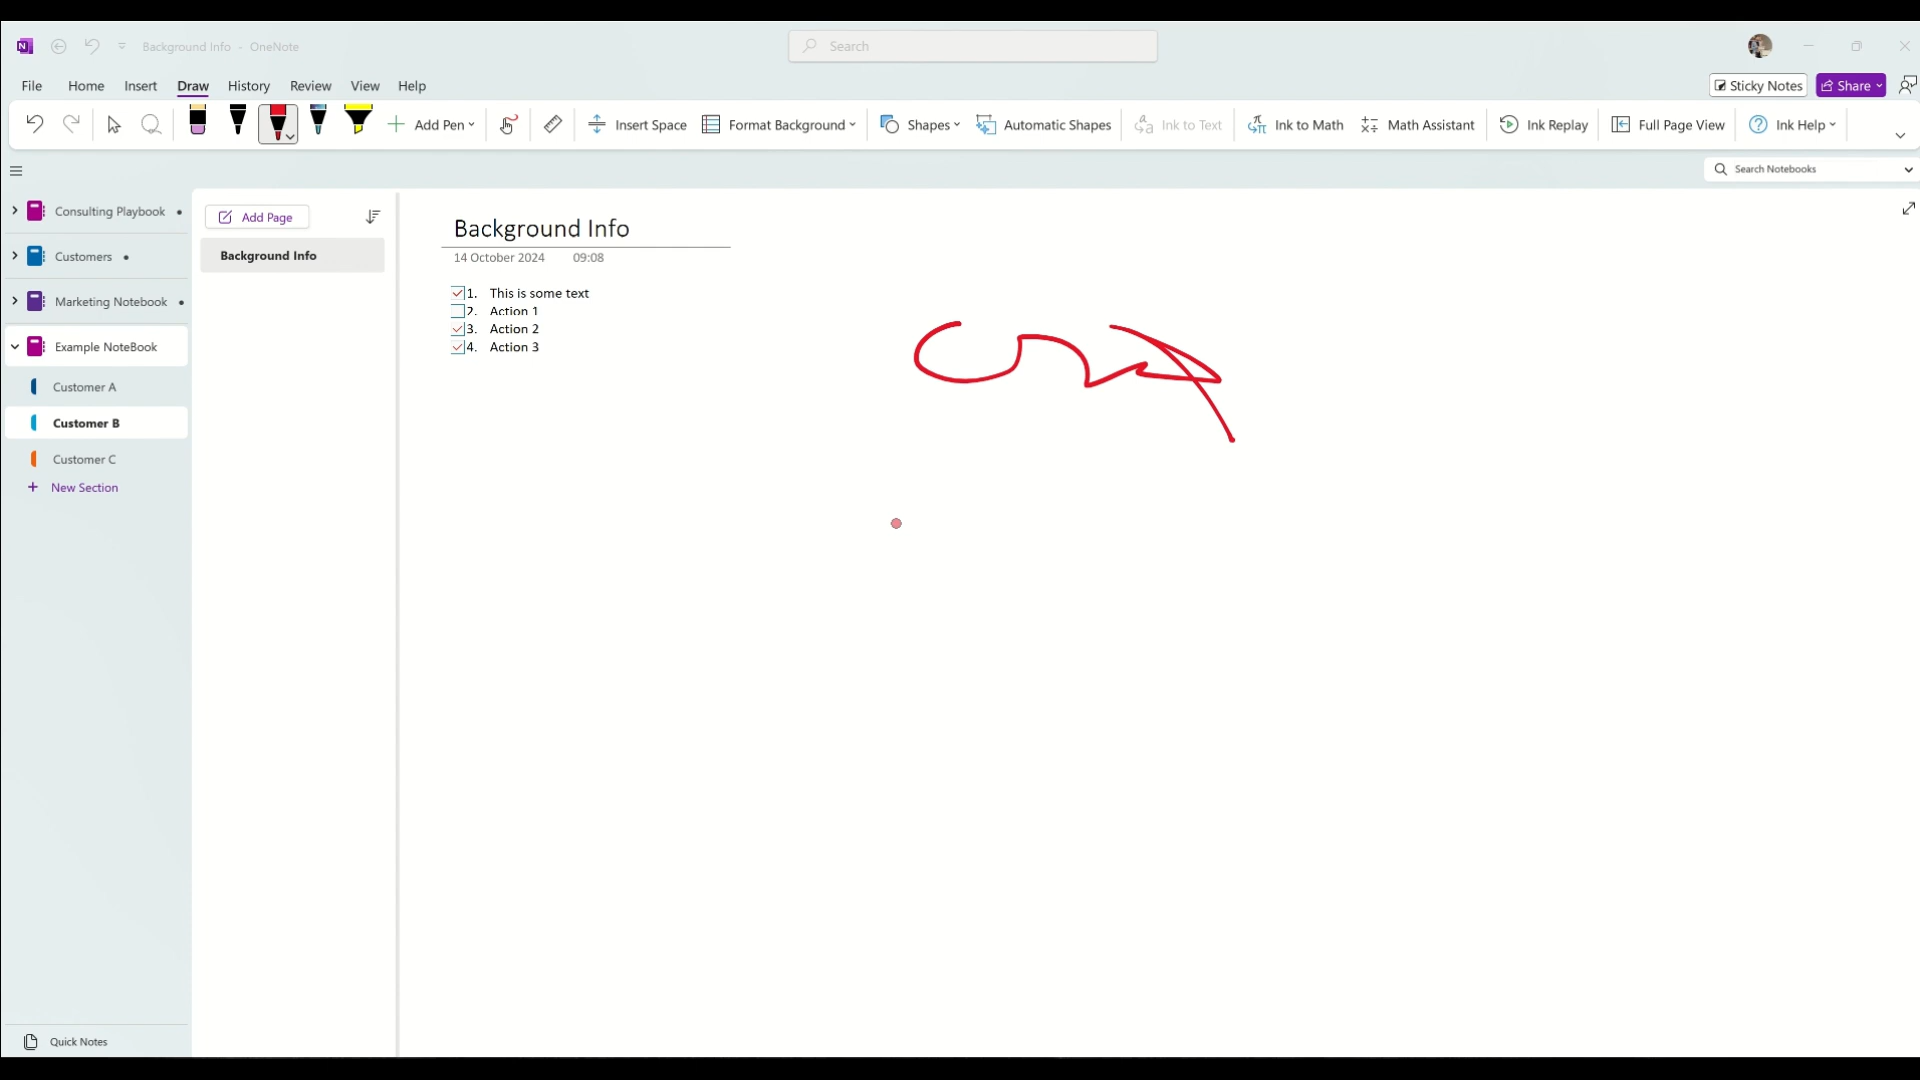 Background Info - OneNote
Search
File Home Insert Draw History Review View Help
Sticky Notes Share
Add Pen Insert Space Format Background Shapes Automatic Shapes Ink to Text Ink to Math Math Assistant Ink Replay Full Page View Ink Help
Search Notebooks
Consulting Playbook
Customers
Marketing Notebook
Example NoteBook
Customer A
Customer B
Customer C
+ New Section
Quick Notes
Add Page
Background Info
Background Info
14 October 2024 09:08
1. This is some text
2. Action 1
3. Action 2
4. Action 3